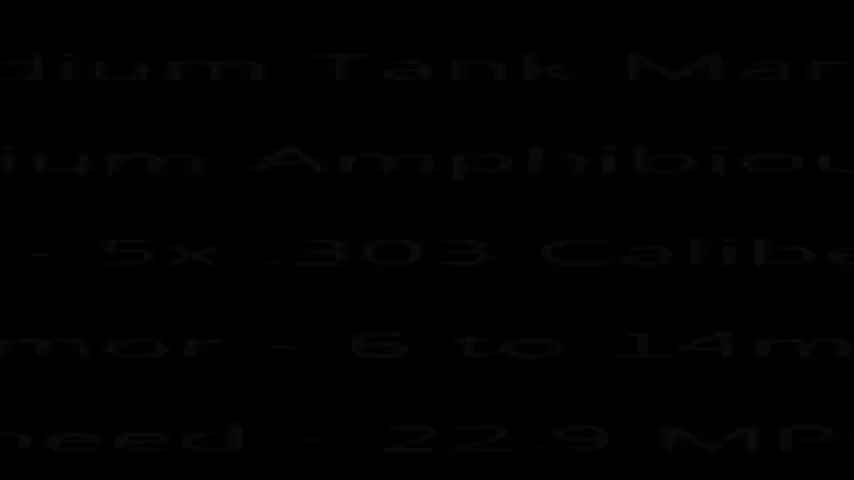 dium Tank Mar
ium Amphibiou
- 5x .303 Calibe
mor - 6 to 14m
peed - 22.9 MP